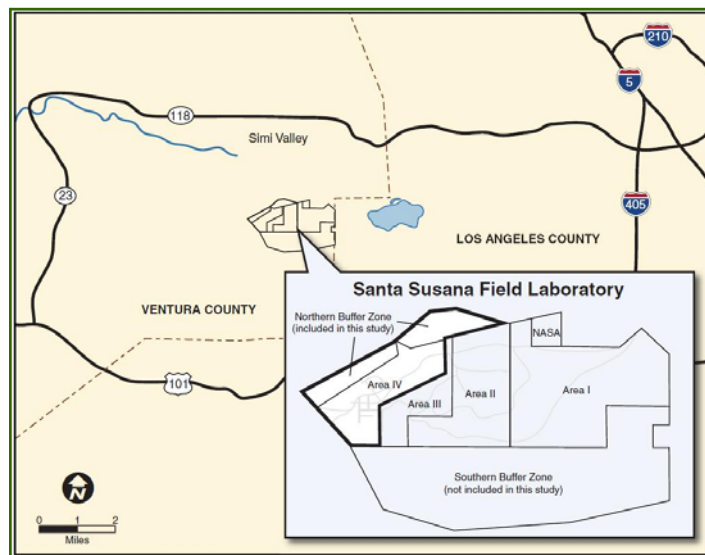 210
5
118
Simi Valley
23
405
LOS ANGELES COUNTY
VENTURA COUNTY
101
Santa Susana Field Laboratory
Northern Buffer Zone
(included in this study)
NASA
Area IV
Area III
Area II
Area I
Southern Buffer Zone
(not included in this study)
N
0 1 2
Miles